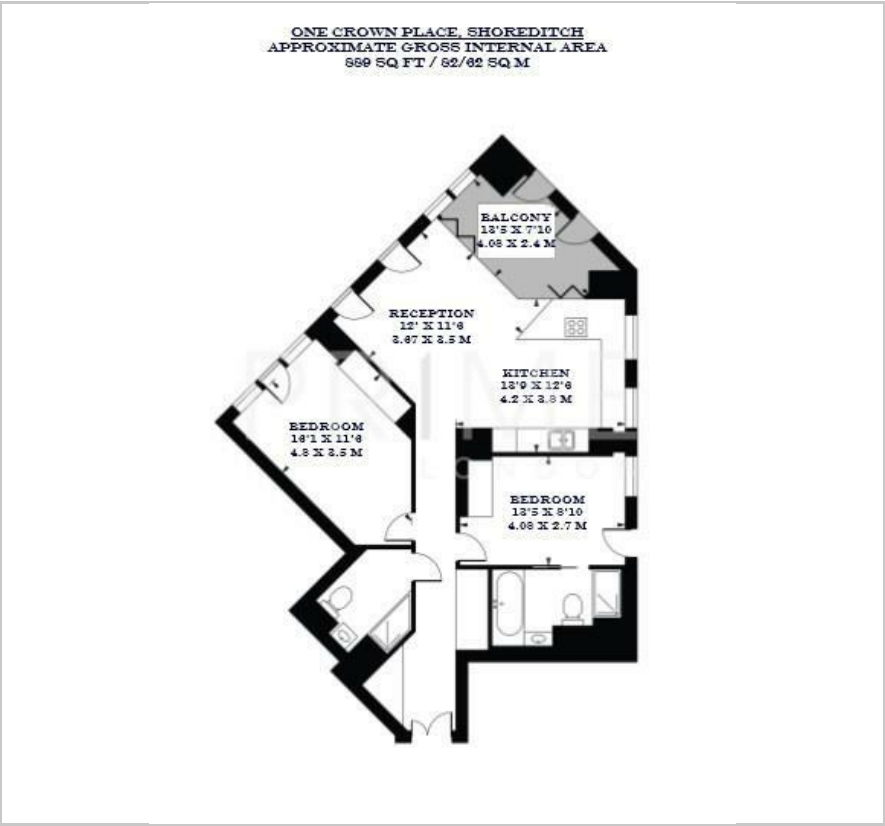 ONE CROWN PLACE, SHOREDITCH
APPROXIMATE GROSS INTERNAL AREA
889 SQ FT / 82/62 SQ M
BALCONY
13'5 X 7'10
4.08 X 2.4 M
RECEPTION
12' X 11'6
3.67 X 3.5 M
KITCHEN
13'9 X 12'6
4.2 X 3.8 M
BEDROOM
16'1 X 11'6
4.8 X 3.5 M
BEDROOM
13'5 X 8'10
4.08 X 2.7 M
PRIME
LONDON